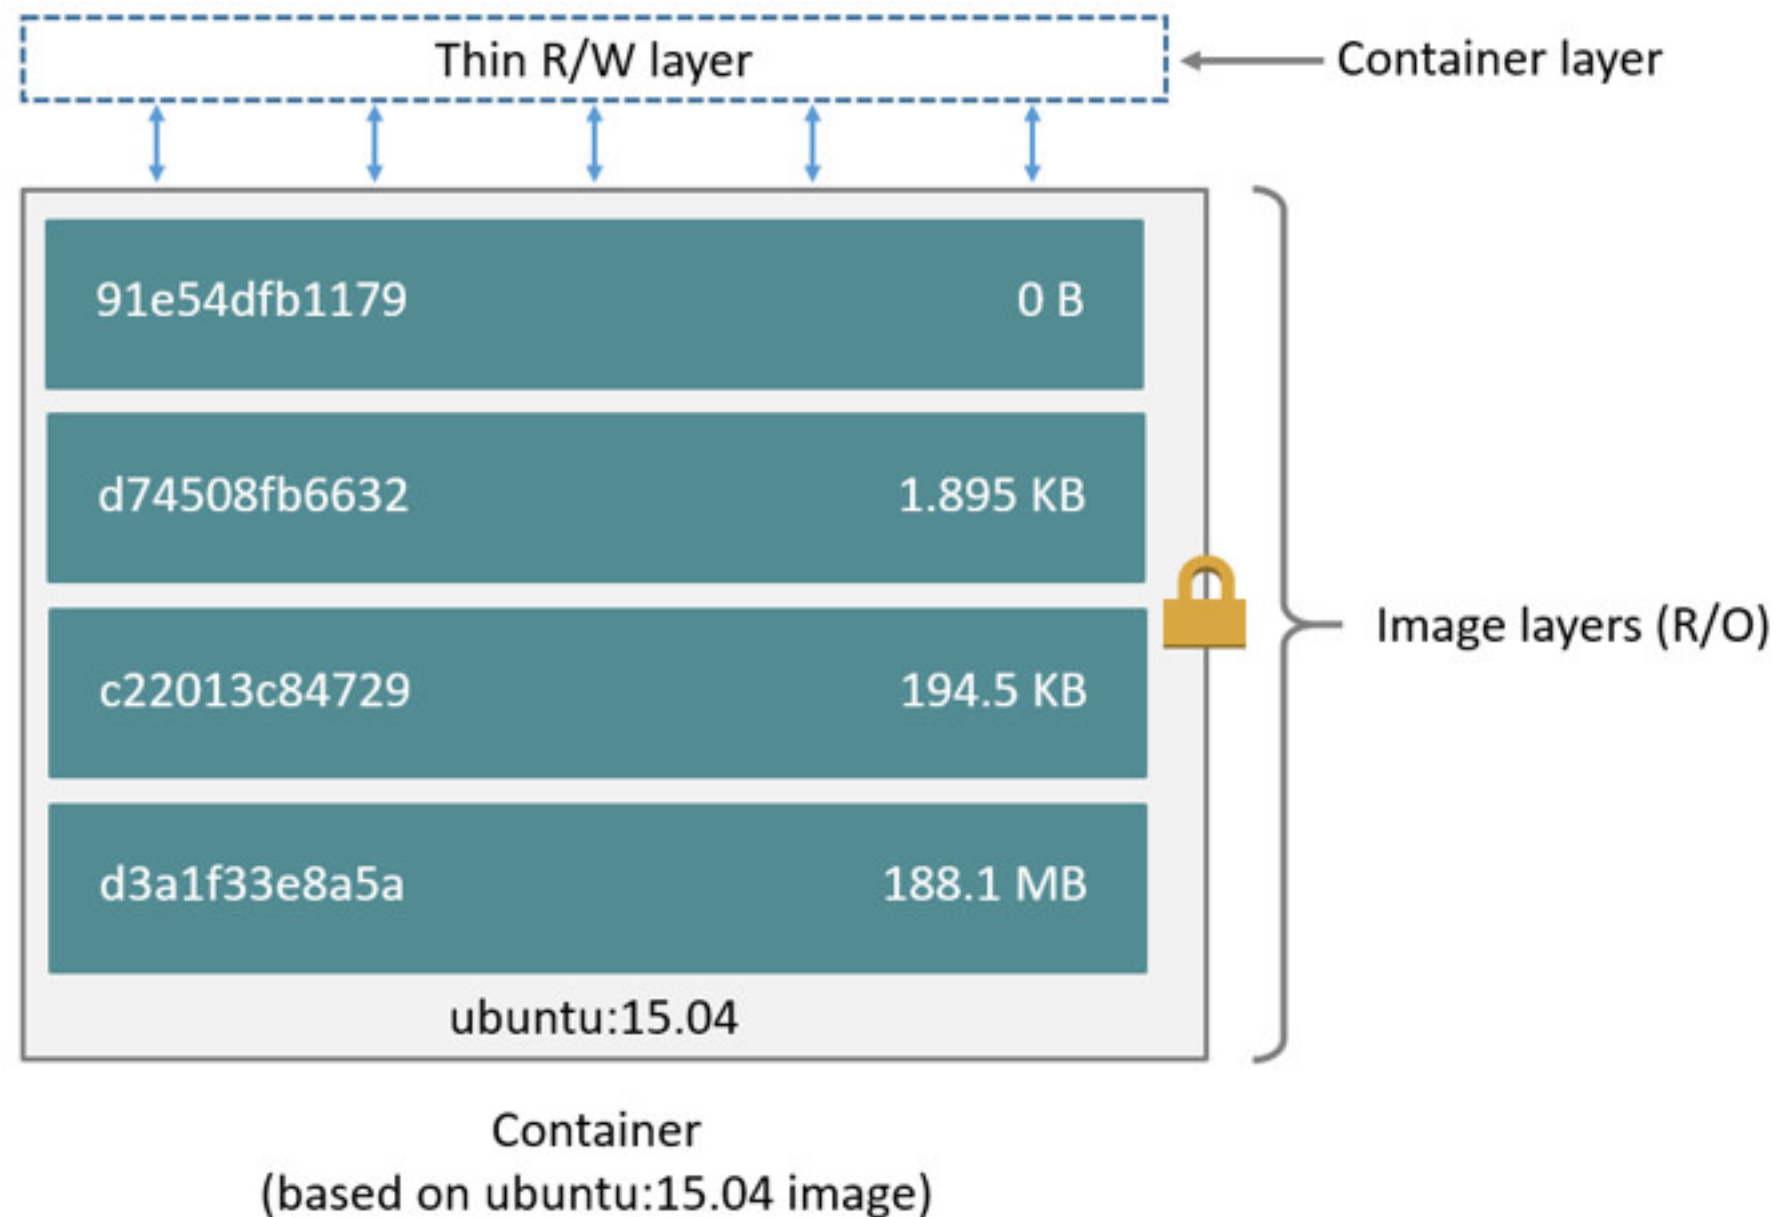 Thin R/W layer
Container layer
91e54dfb1179 0 B
d74508fb6632 1.895 KB
c22013c84729 194.5 KB
Image layers (R/O)
d3a1f33e8a5a 188.1 MB
ubuntu:15.04
Container
(based on ubuntu:15.04 image)